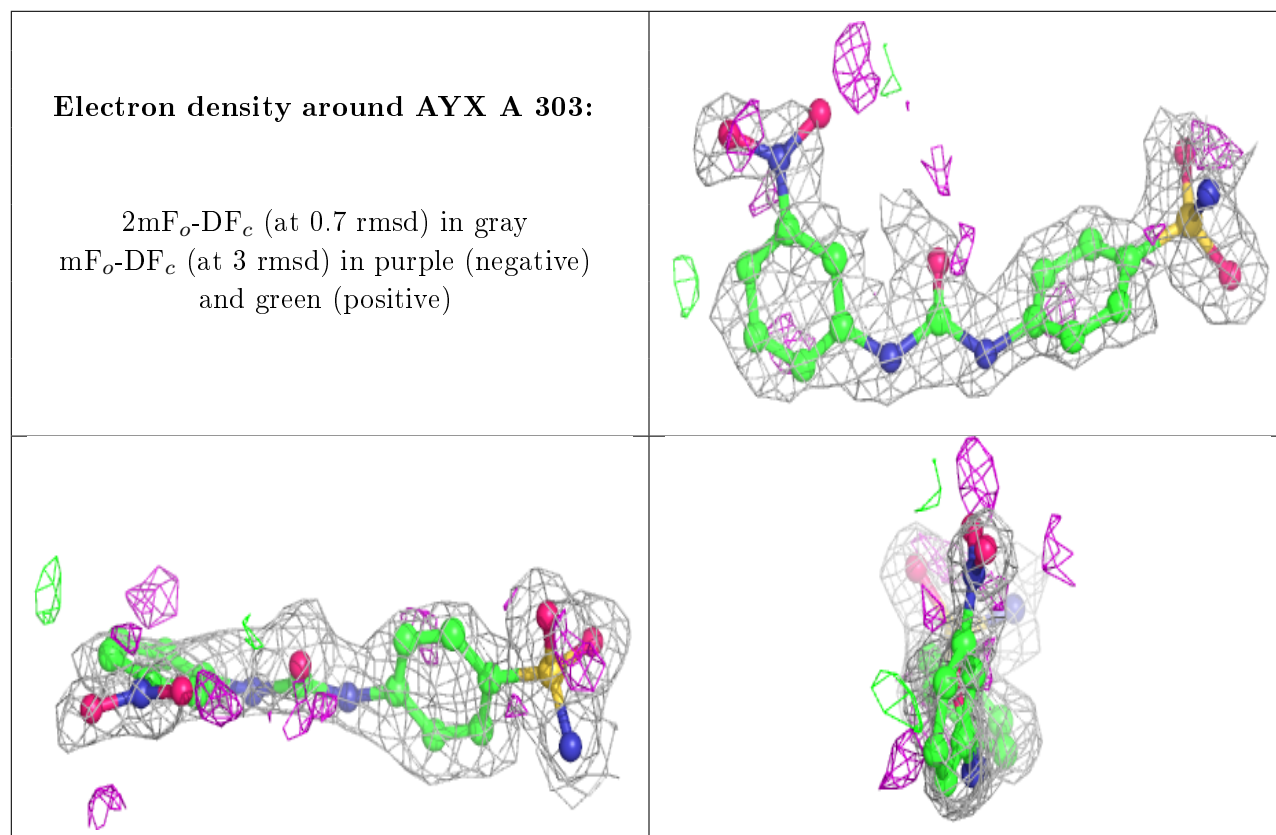 Electron density around AYX A 303:
2mFₒ-DF𝒸 (at 0.7 rmsd) in gray
mFₒ-DF𝒸 (at 3 rmsd) in purple (negative)
and green (positive)